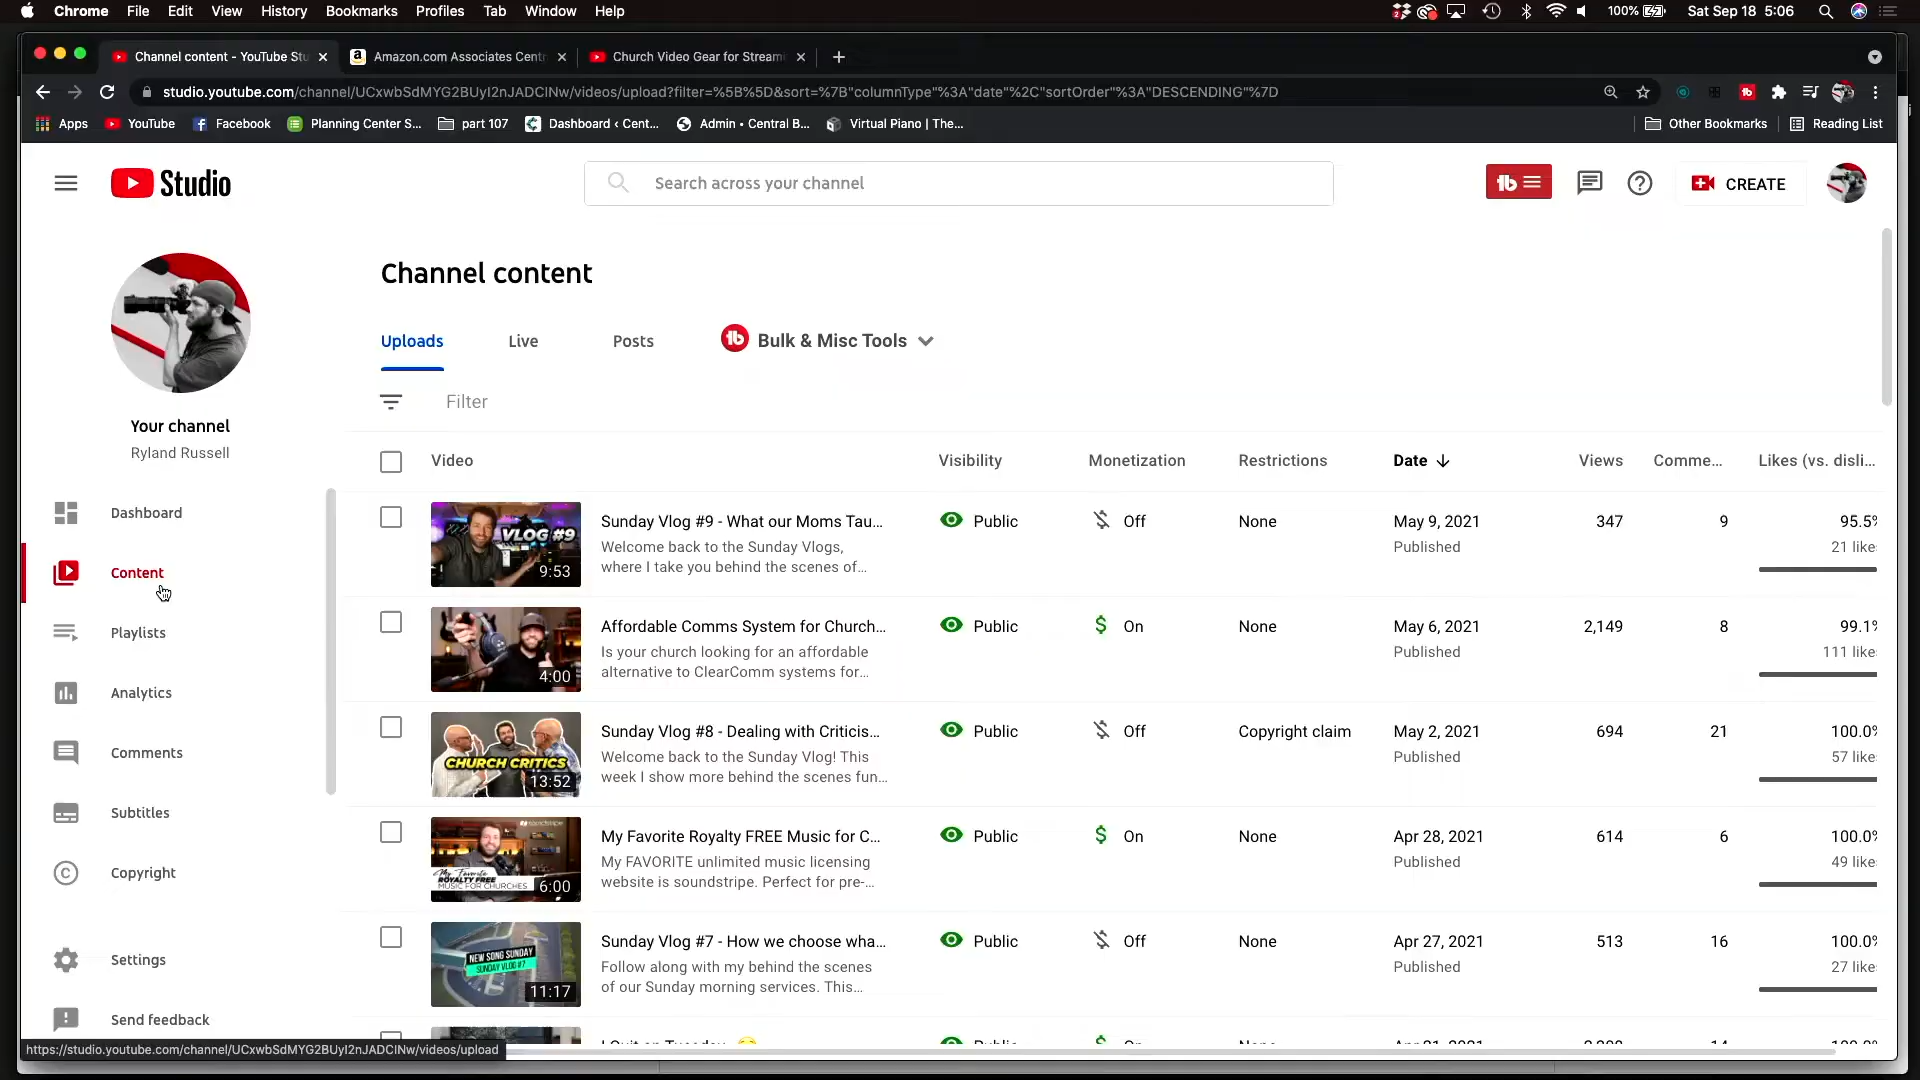 Chrome File Edit View History Bookmarks Profiles Tab Window Help 100% Sat Sep 18 5:06
Channel content - YouTube Stu Amazon.com Associates Centr Church Video Gear for Stream
studio.youtube.com/channel/UCxwbSdMYG2BUyI2nJADCINw/videos/upload?filter=%5B%5D&sort=%7B"columnType"%3A"date"%2C"sortOrder"%3A"DESCENDING"%7D
Apps YouTube Facebook Planning Center S... part 107 Dashboard ‹ Cent... Admin • Central B... Virtual Piano | The... Other Bookmarks Reading List
Studio Search across your channel CREATE
Channel content
Uploads Live Posts Bulk & Misc Tools
Filter
Your channel
Ryland Russell
Dashboard
Content
Playlists
Analytics
Comments
Subtitles
Copyright
Settings
Send feedback
Video Visibility Monetization Restrictions Date Views Comme... Likes (vs. disli...
VLOG #9
9:53
Sunday Vlog #9 - What our Moms Tau... Public Off None May 9, 2021 347 9 95.5%
Welcome back to the Sunday Vlogs, Published 21 like
where I take you behind the scenes of...
4:00
Affordable Comms System for Church... Public On None May 6, 2021 2,149 8 99.1%
Is your church looking for an affordable Published 111 like
alternative to ClearComm systems for...
CHURCH CRITICS
13:52
Sunday Vlog #8 - Dealing with Criticis... Public Off Copyright claim May 2, 2021 694 21 100.0%
Welcome back to the Sunday Vlog! This Published 57 like
week I show more behind the scenes fun...
My Favorite
ROYALTY FREE
MUSIC FOR CHURCHES
6:00
My Favorite Royalty FREE Music for C... Public On None Apr 28, 2021 614 6 100.0%
My FAVORITE unlimited music licensing Published 49 like
website is soundstripe. Perfect for pre-...
NEW SONG SUNDAY
SUNDAY VLOG #7
11:17
Sunday Vlog #7 - How we choose wha... Public Off None Apr 27, 2021 513 16 100.0%
Follow along with my behind the scenes Published 27 like
of our Sunday morning services. This...
https://studio.youtube.com/channel/UCxwbSdMYG2BUyI2nJADCINw/videos/upload